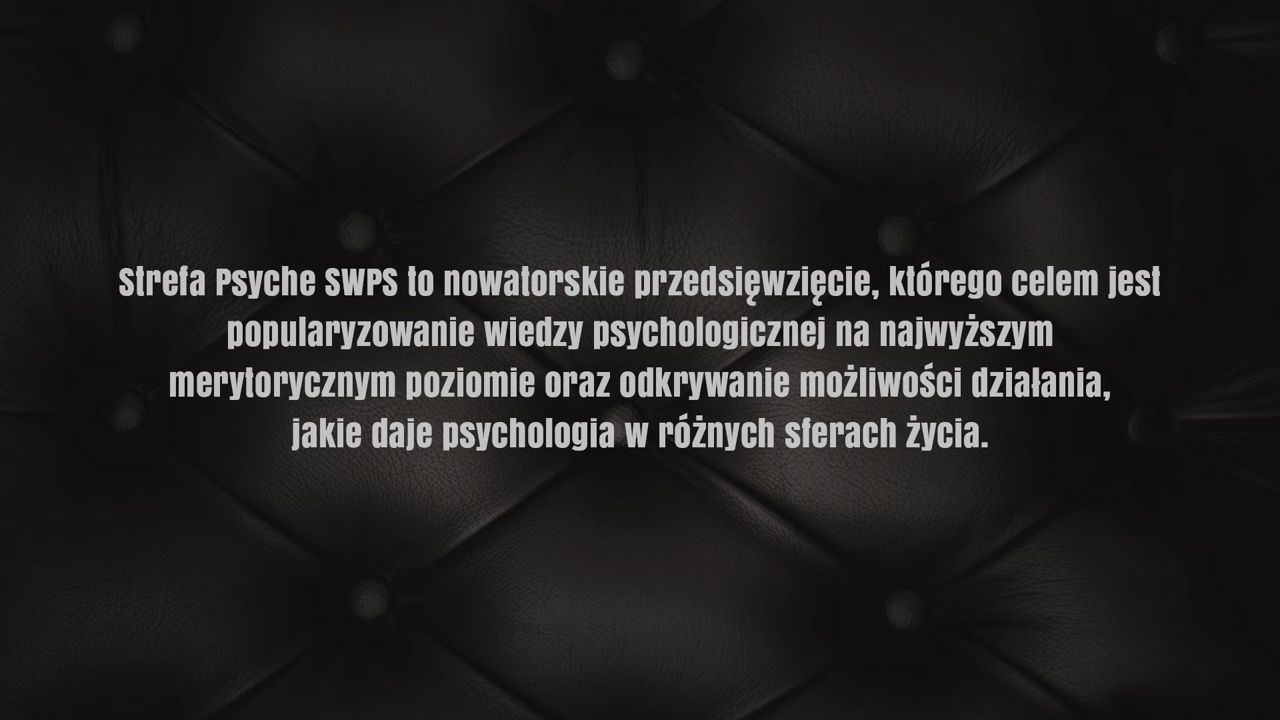 Strefa Psyche SWPS to nowatorskie przedsięwzięcie, którego celem jest
popularyzowanie wiedzy psychologicznej na najwyższym
merytorycznym poziomie oraz odkrywanie możliwości działania,
jakie daje psychologia w różnych sferach życia.